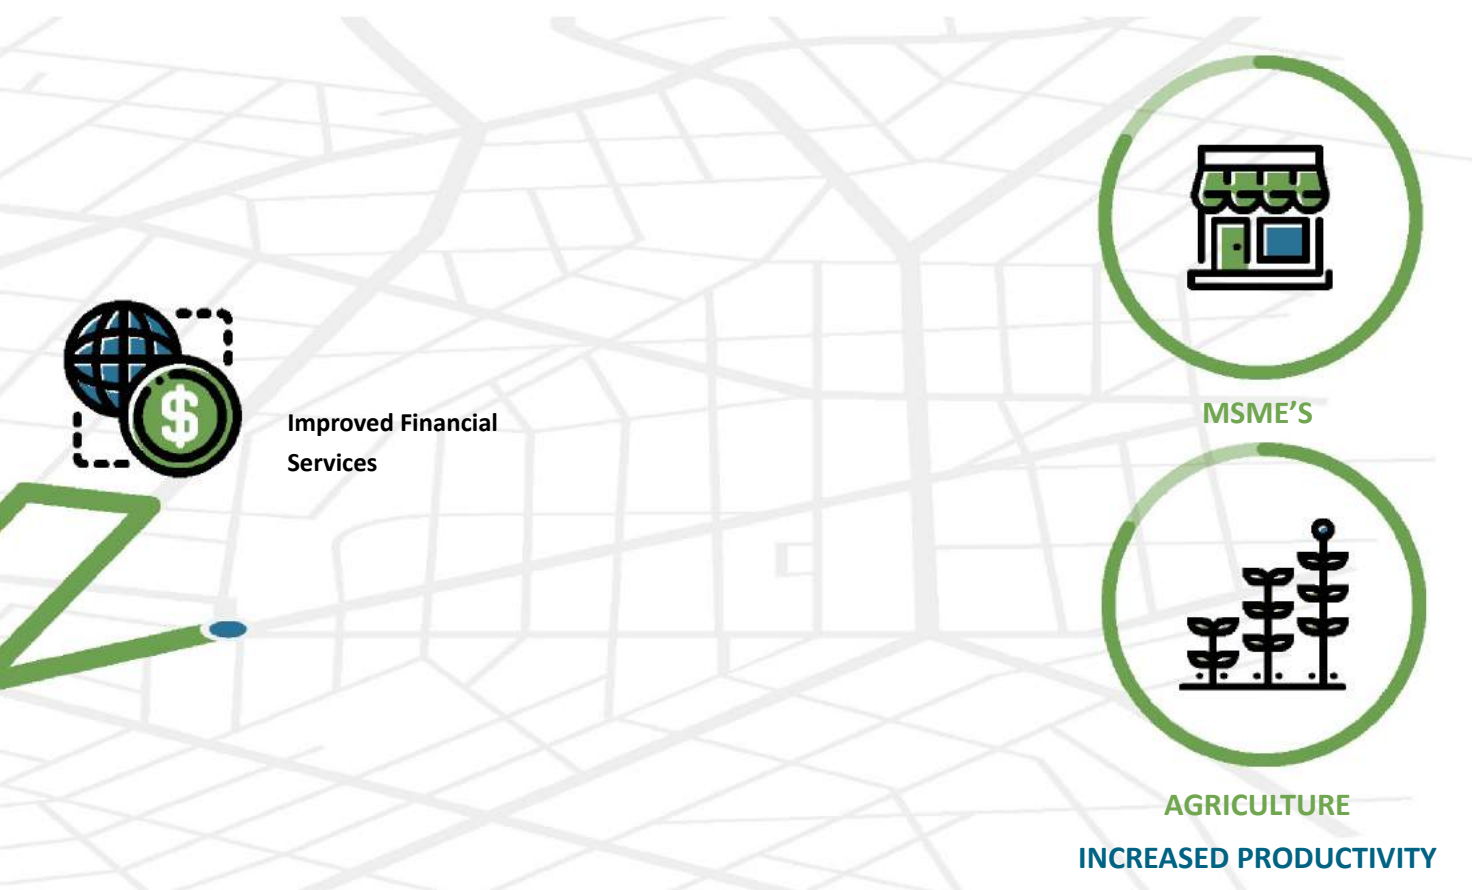 Improved Financial
Services
MSME’S
AGRICULTURE
INCREASED PRODUCTIVITY